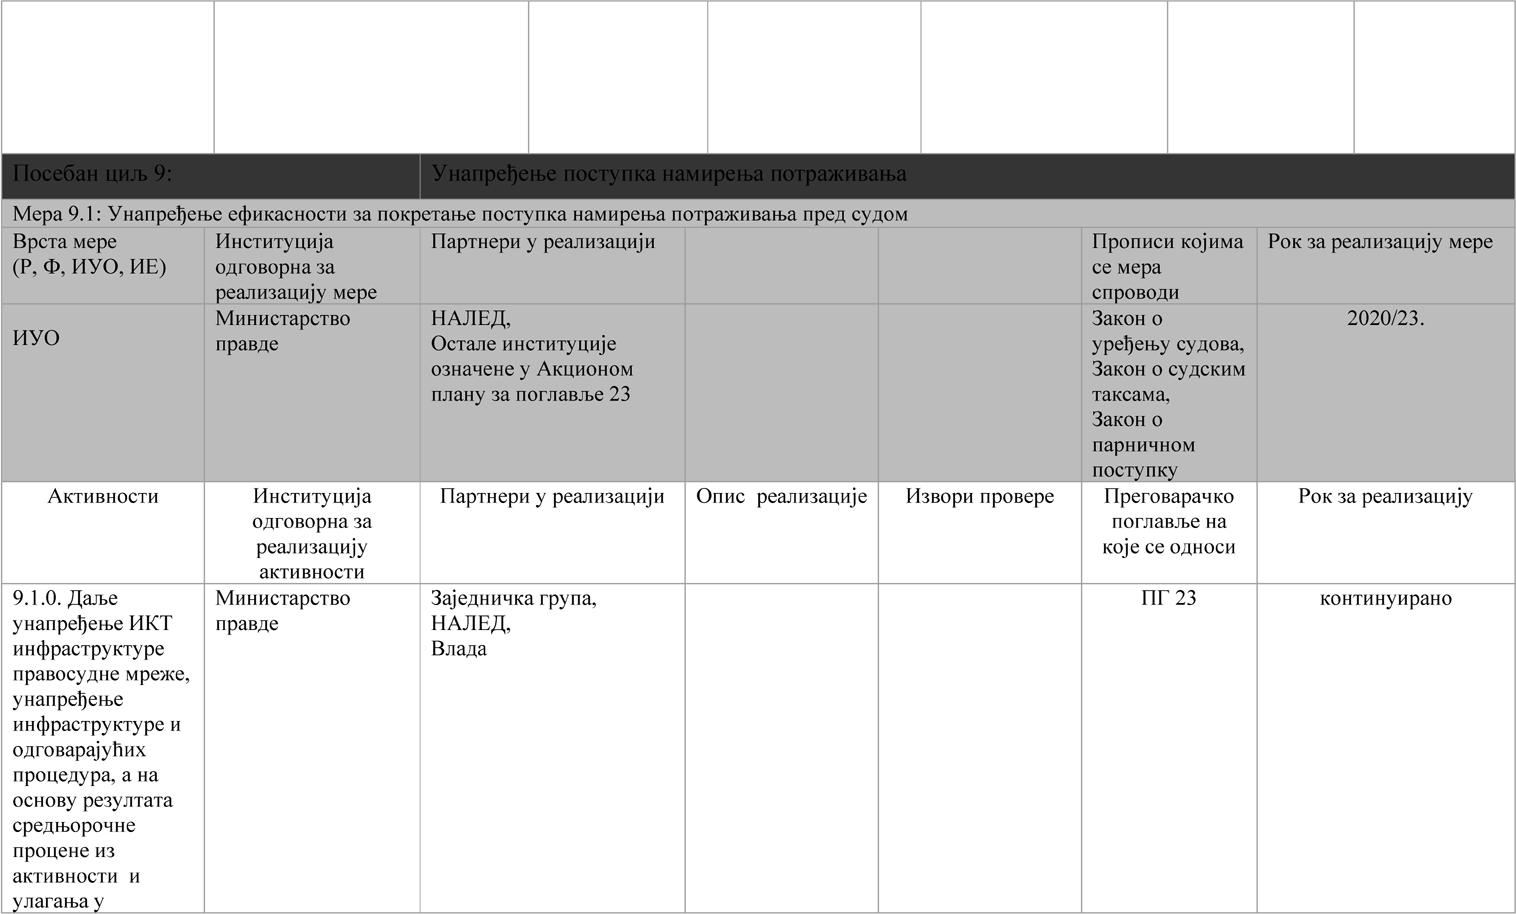 Посебан циљ 9:
Унапређење поступка намирења потраживања
Мера 9.1: Унапређење ефикасности за покретање поступка намирења потраживања пред судом
Врста мере
(Р, Ф, ИУО, ИЕ)
Институција
одговорна за
реализацију мере
Партнери у реализацији
Прописи којима
се мера
спроводи
Рок за реализацију мере
ИУО
Министарство
правде
НАЛЕД,
Остале институције
означене у Акционом
плану за поглавље 23
Закон о
уређењу судова,
Закон о судским
таксама,
Закон о
парничном
поступку
2020/23.
Активности
Институција
одговорна за
реализацију
активности
Партнери у реализацији
Опис  реализације
Извори провере
Преговарачко
поглавље на
које се односи
Рок за реализацију
9.1.0. Даље
унапређење ИКТ
инфраструктуре
правосудне мреже,
унапређење
инфраструктуре и
одговарајућих
процедура, а на
основу резултата
средњорочне
процене из
активности  и
улагања у
Министарство
правде
Заједничка група,
НАЛЕД,
Влада
ПГ 23
континуирано